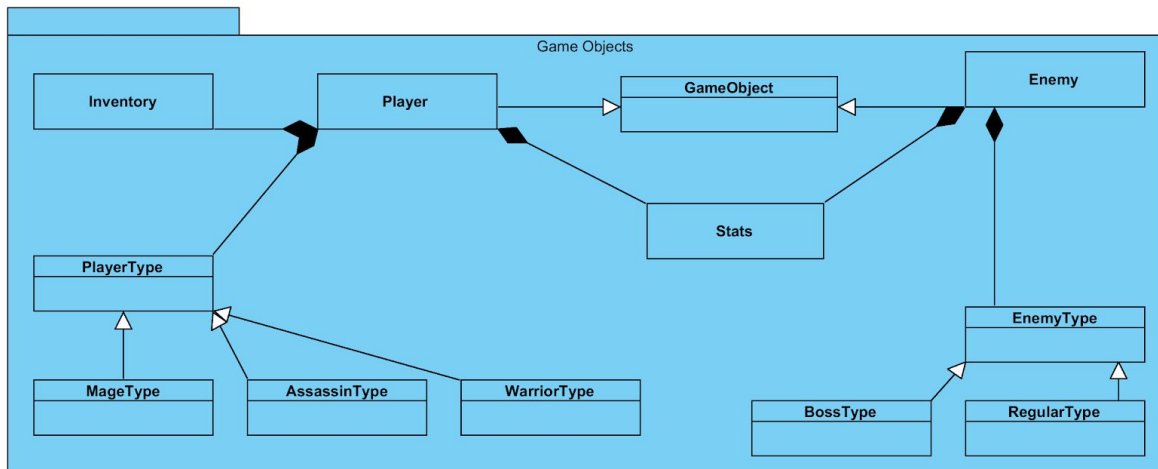 Game Objects
Inventory
Player
GameObject
Enemy
Stats
PlayerType
EnemyType
MageType
AssassinType
WarriorType
BossType
RegularType